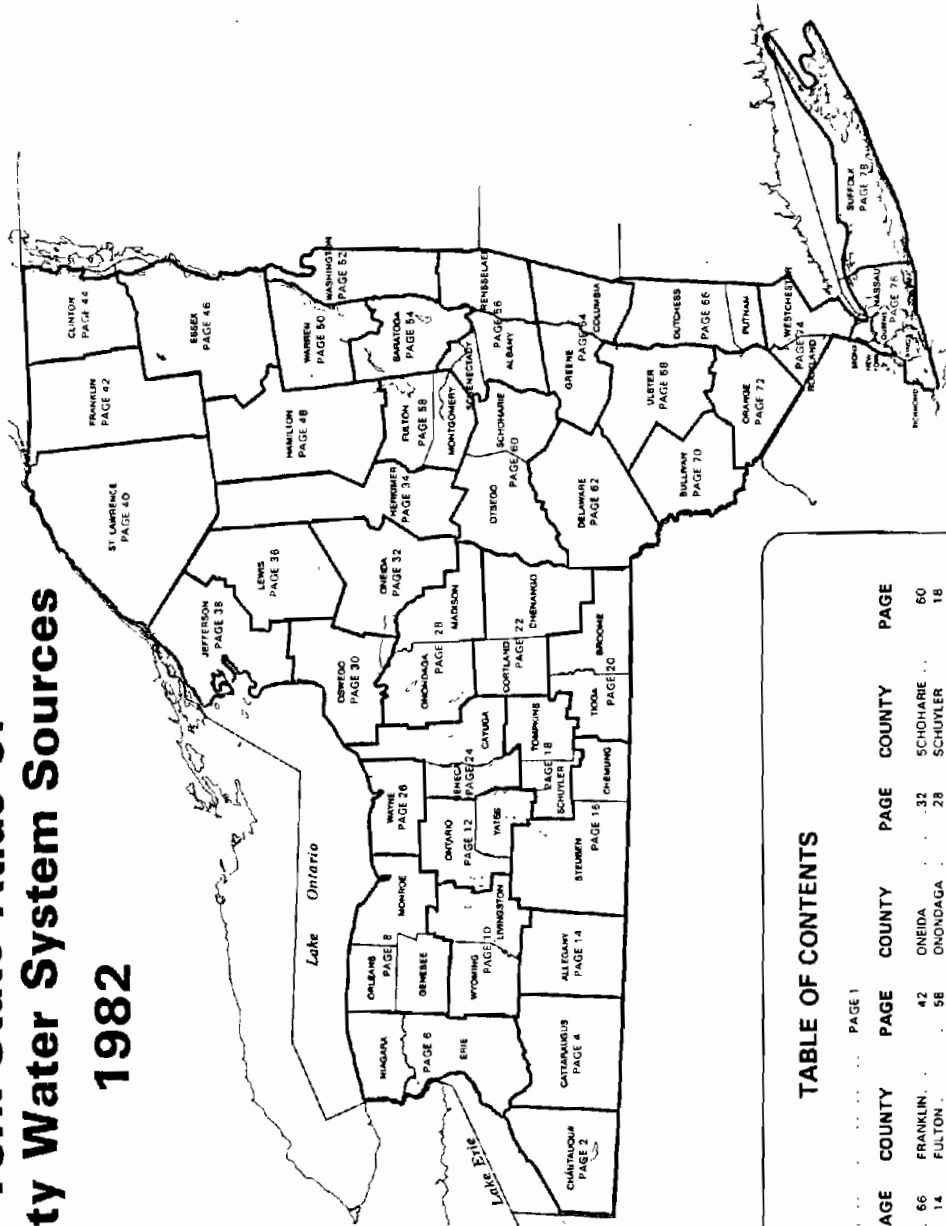 ty Water System Sources
1982
CLINTON
PAGE 44
FRANKLIN
PAGE 42
ST LAWRENCE
PAGE 40
ESSEX
PAGE 46
HAMILTON
PAGE 48
WARREN
PAGE 50
WASHINGTON
PAGE 52
SARATOGA
PAGE 54
FULTON
PAGE 58
MONTGOMERY
HERKIMER
PAGE 34
LEWIS
PAGE 36
JEFFERSON
PAGE 38
ONEIDA
PAGE 32
OSWEGO
PAGE 30
SCHENECTADY
RENSSELAER
PAGE 56
ALBANY
SCHOHARIE
PAGE 60
OTSEGO
MADISON
PAGE 28
ONONDAGA
CAYUGA
SENECA
PAGE 24
WAYNE
PAGE 26
ONTARIO
PAGE 12
YATES
MONROE
PAGE 8
ORLEANS
GENESEE
LIVINGSTON
PAGE 10
WYOMING
NIAGARA
PAGE 6
ERIE
Lake Ontario
Lake Erie
CHAUTAUQUA
PAGE 2
CATTARAUGUS
PAGE 4
ALLEGANY
PAGE 14
STEUBEN
PAGE 16
CHEMUNG
SCHUYLER
PAGE 18
TOMPKINS
TIOGA
PAGE 20
BROOME
CORTLAND
PAGE 22
CHENANGO
DELAWARE
PAGE 62
GREENE
PAGE 64
COLUMBIA
ULSTER
PAGE 68
DUTCHESS
PAGE 66
SULLIVAN
PAGE 70
ORANGE
PAGE 72
PUTNAM
WESTCHESTER
PAGE 74
ROCKLAND
BRONX
NEW YORK
QUEENS
KINGS
RICHMOND
NASSAU
PAGE 76
SUFFOLK
PAGE 78
TABLE OF CONTENTS
PAGE 1
AGE COUNTY PAGE COUNTY PAGE COUNTY PAGE
66 FRANKLIN. . 42 ONEIDA . . 32 SCHOHARIE . . 60
14 FULTON. . 58 ONONDAGA . . 28 SCHUYLER 18